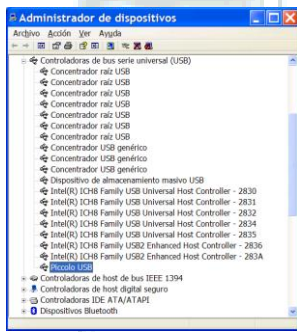 Administrador de dispositivos
Archivo Acción Ver Ayuda
Controladoras de bus serie universal (USB)
Concentrador raíz USB
Concentrador raíz USB
Concentrador raíz USB
Concentrador raíz USB
Concentrador raíz USB
Concentrador raíz USB
Concentrador raíz USB
Concentrador USB genérico
Concentrador USB genérico
Concentrador USB genérico
Dispositivo de almacenamiento masivo USB
Intel(R) ICH8 Family USB Universal Host Controller - 2830
Intel(R) ICH8 Family USB Universal Host Controller - 2831
Intel(R) ICH8 Family USB Universal Host Controller - 2832
Intel(R) ICH8 Family USB Universal Host Controller - 2834
Intel(R) ICH8 Family USB Universal Host Controller - 2835
Intel(R) ICH8 Family USB2 Enhanced Host Controller - 2836
Intel(R) ICH8 Family USB2 Enhanced Host Controller - 283A
Piccolo USB
Controladoras de host de bus IEEE 1394
Controladoras de host digital seguro
Controladoras IDE ATA/ATAPI
Dispositivos Bluetooth